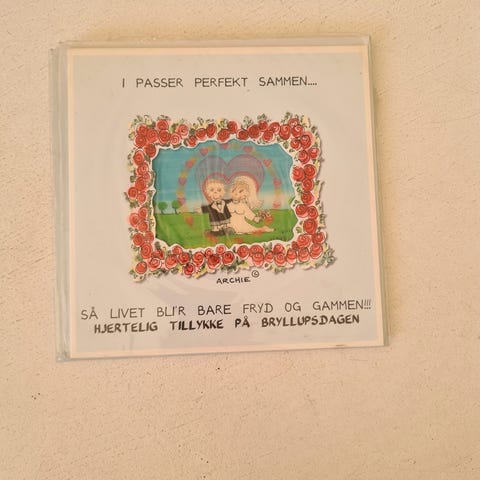 I PASSER PERFEKT SAMMEN....
ARCHIE ©
SÅ LIVET BLI'R BARE FRYD OG GAMMEN!!!
HJERTELIG TILLYKKE PÅ BRYLLUPSDAGEN